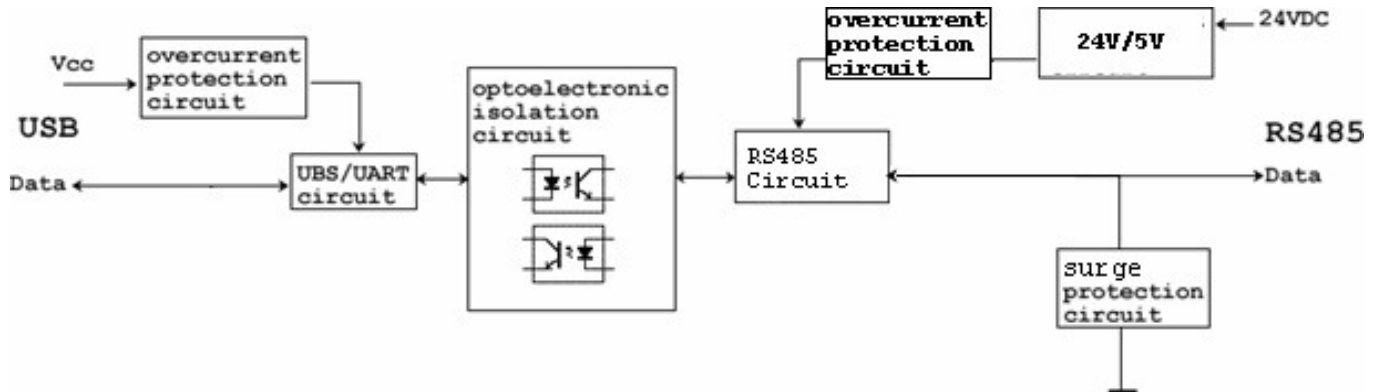 Vcc
overcurrent
protection
circuit
USB
Data
UBS/UART
circuit
optoelectronic
isolation
circuit
overcurrent
protection
circuit
24V/5V
24VDC
RS485
Circuit
RS485
Data
surge
protection
circuit